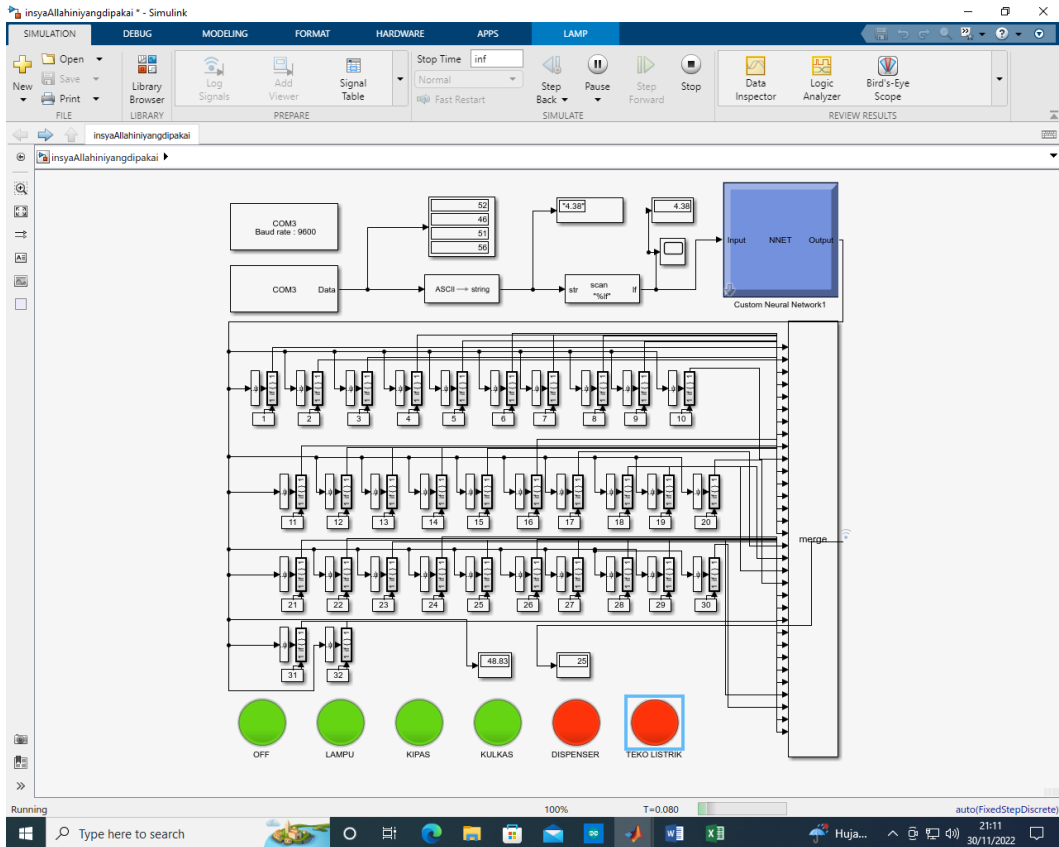 insyaAllahiniyangdipakai * - Simulink
SIMULATION DEBUG MODELING FORMAT HARDWARE APPS LAMP
New
Open
Save
Print
FILE
Library Browser
LIBRARY
Log Signals
Add Viewer
Signal Table
PREPARE
Stop Time inf
Normal
Fast Restart
Step Back
Pause
Step Forward
Stop
SIMULATE
Data Inspector
Logic Analyzer
Bird's-Eye Scope
REVIEW RESULTS
insyaAllahiniyangdipakai
insyaAllahiniyangdipakai
COM3
Baud rate : 9600
52
46
51
56
"4.38"
4.38
COM3 Data
ASCII string
str scan "%lf" lf
Input NNET Output
Custom Neural Network1
1 2 3 4 5 6 7 8 9 10
11 12 13 14 15 16 17 18 19 20
merge
21 22 23 24 25 26 27 28 29 30
31 32
48.83
25
OFF LAMPU KIPAS KULKAS DISPENSER TEKO LISTRIK
Running 100% T=0.080 auto(FixedStepDiscrete)
Type here to search
Huja...
21:11
30/11/2022